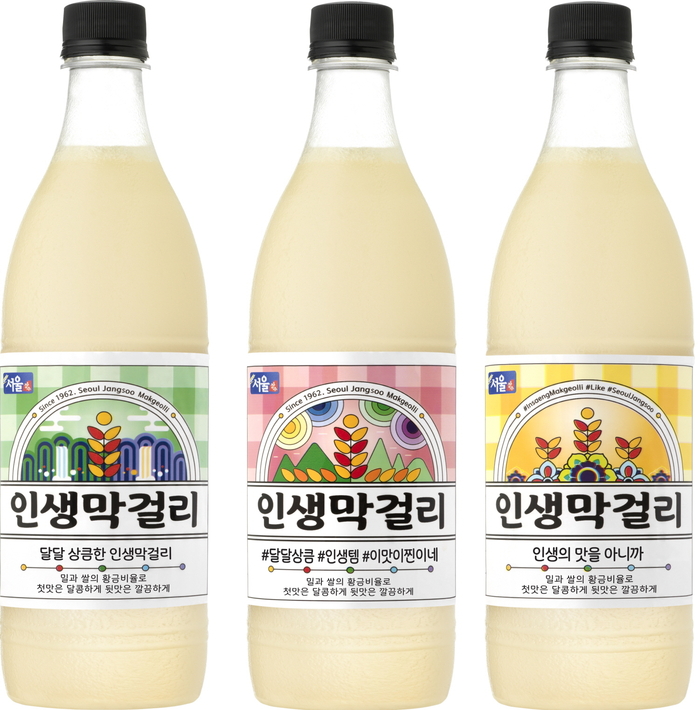 서울
Since 1962. Seoul Jangsoo Makgeolli
인생막걸리
달달 상큼한 인생막걸리
밀과 쌀의 황금비율로
첫맛은 달콤하게 뒷맛은 깔끔하게
서울
Since 1962. Seoul Jangsoo Makgeolli
인생막걸리
#달달상큼 #인생템 #이맛이찐이네
밀과 쌀의 황금비율로
첫맛은 달콤하게 뒷맛은 깔끔하게
서울
#InsaengMakgeolli #Like #SeoulJangsoo
인생막걸리
인생의 맛을 아니까
밀과 쌀의 황금비율로
첫맛은 달콤하게 뒷맛은 깔끔하게